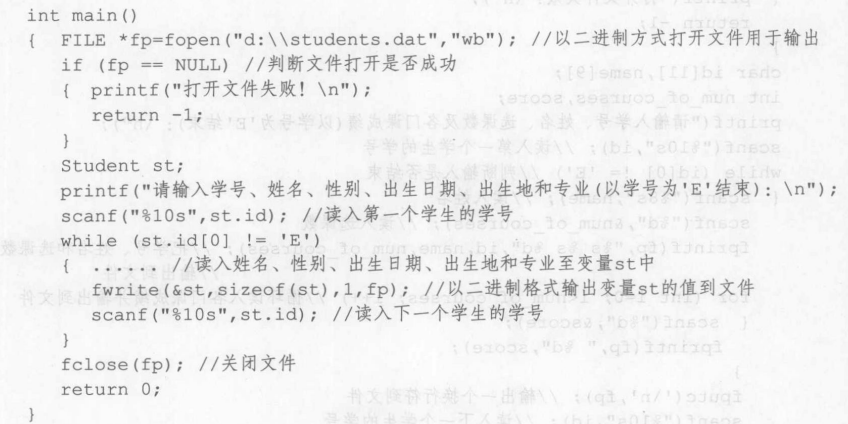 int main()
{ FILE *fp=fopen("d:\\students.dat","wb"); //以二进制方式打开文件用于输出
if (fp == NULL) //判断文件打开是否成功
{ printf("打开文件失败! \n");
return -1;
}
Student st;
printf("请输入学号、姓名、性别、出生日期、出生地和专业(以学号为'E'结束): \n");
scanf("%10s",st.id); //读入第一个学生的学号
while (st.id[0] != 'E')
{ ...... //读入姓名、性别、出生日期、出生地和专业至变量st中
fwrite(&st,sizeof(st),1,fp); //以二进制格式输出变量st的值到文件
scanf("%10s",st.id); //读入下一个学生的学号
}
fclose(fp); //关闭文件
return 0;
}